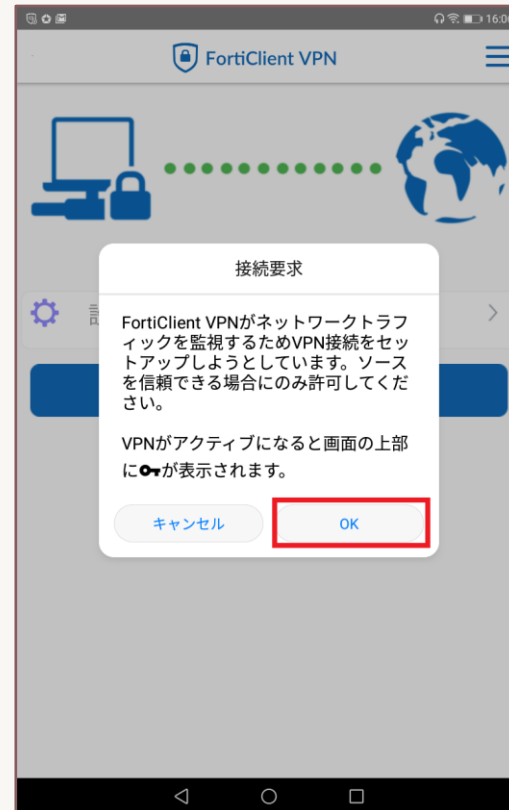 16:0
FortiClient VPN
接続要求
FortiClient VPNがネットワークトラフ
ィックを監視するためVPN接続をセッ
トアップしようとしています。ソース
を信頼できる場合にのみ許可してくだ
さい。
VPNがアクティブになると画面の上部
にが表示されます。
キャンセル
OK